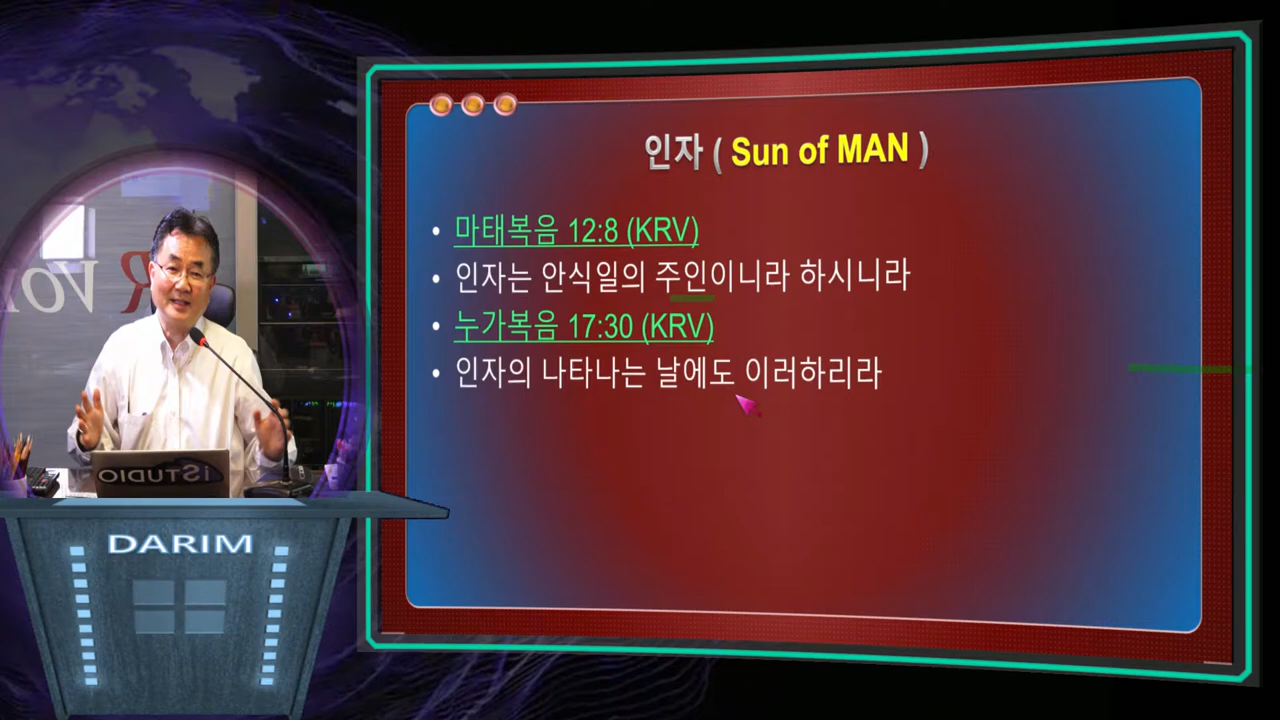 인자 ( Sun of MAN )
• 마태복음 12:8 (KRV)
• 인자는 안식일의 주인이니라 하시니라
• 누가복음 17:30 (KRV)
• 인자의 나타나는 날에도 이러하리라
iSTUDIO
DARIM